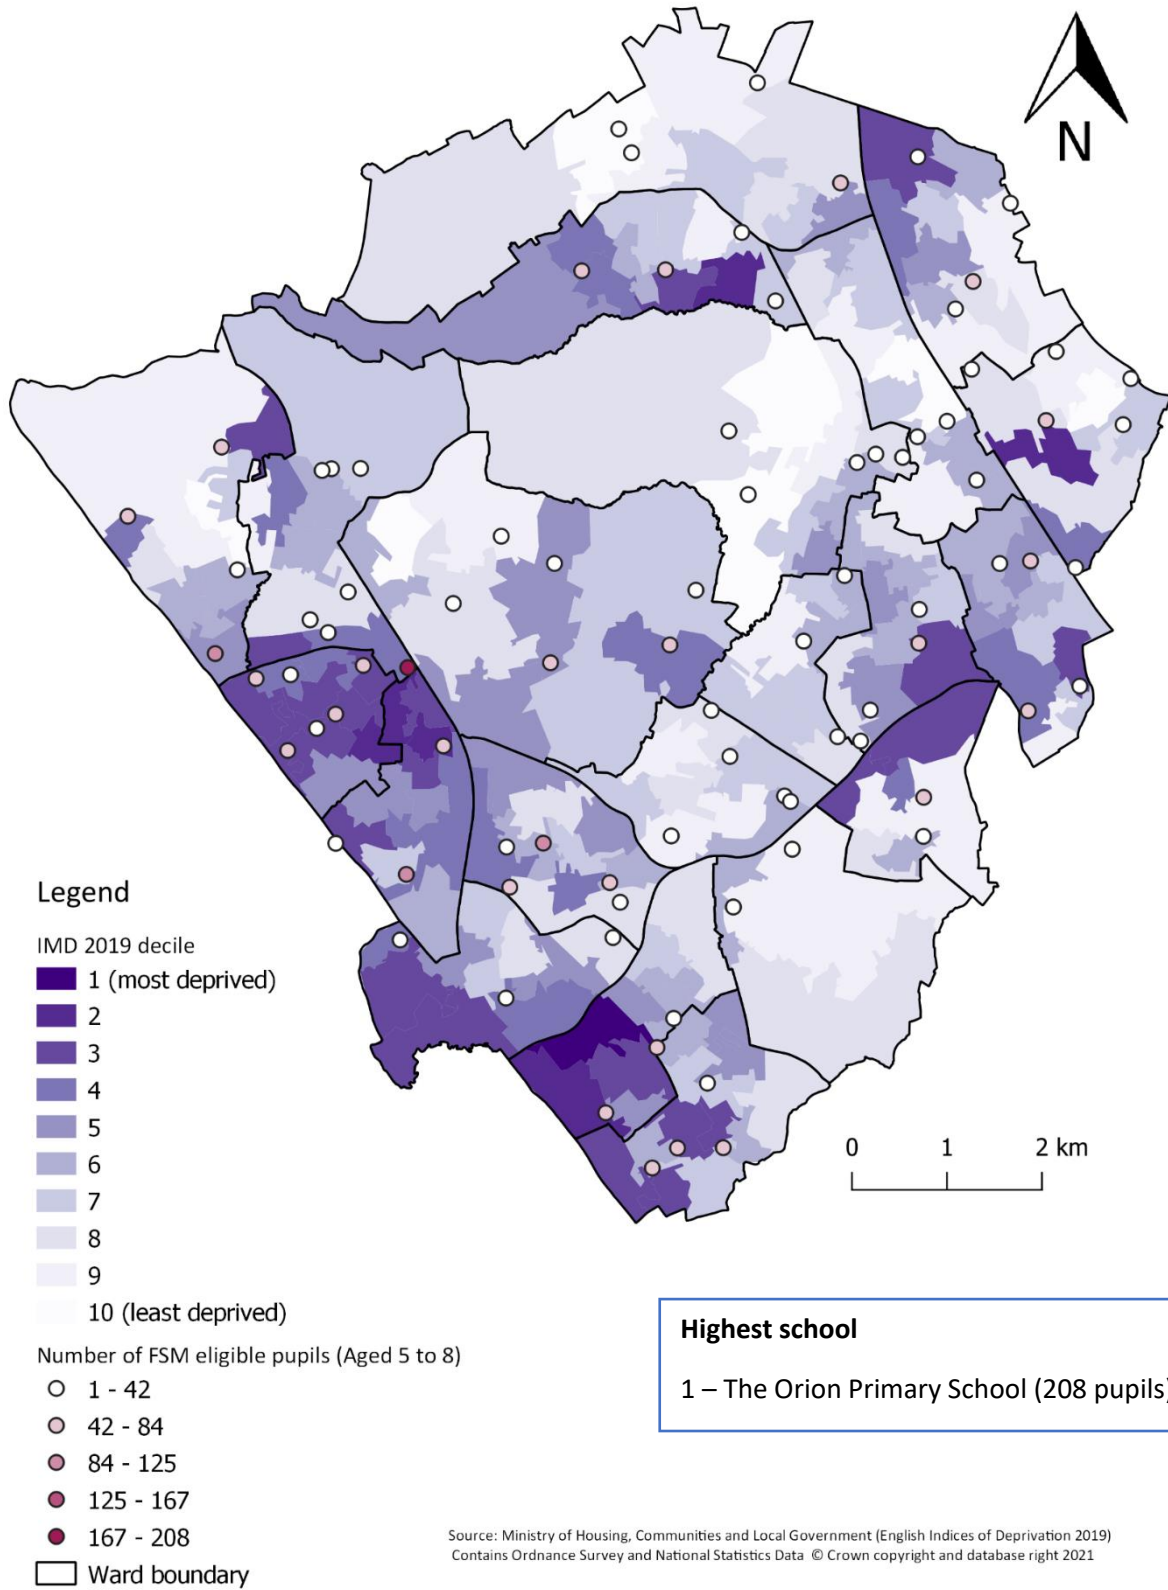 N
Legend
IMD 2019 decile
1 (most deprived)
2
3
4
5
6
7
8
9
10 (least deprived)
Number of FSM eligible pupils (Aged 5 to 8)
1 - 42
42 - 84
84 - 125
125 - 167
167 - 208
Ward boundary
0 1 2 km
Highest school
1 – The Orion Primary School (208 pupils)
Source: Ministry of Housing, Communities and Local Government (English Indices of Deprivation 2019)
Contains Ordnance Survey and National Statistics Data © Crown copyright and database right 2021